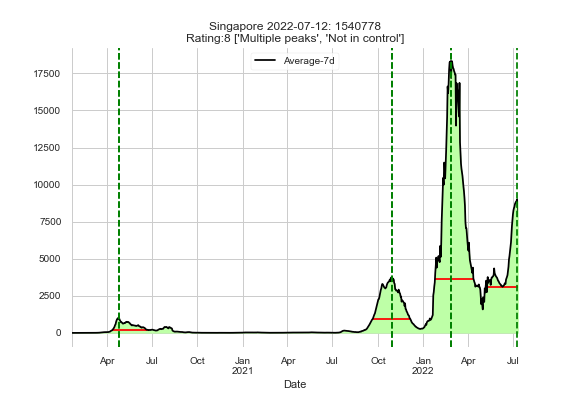 Singapore 2022-07-12: 1540778
Rating:8 ['Multiple peaks', 'Not in control']
Average-7d
17500
15000
12500
10000
7500
5000
2500
0
Apr Jul Oct Jan Apr Jul Oct Jan Apr Jul
2021 2022
Date